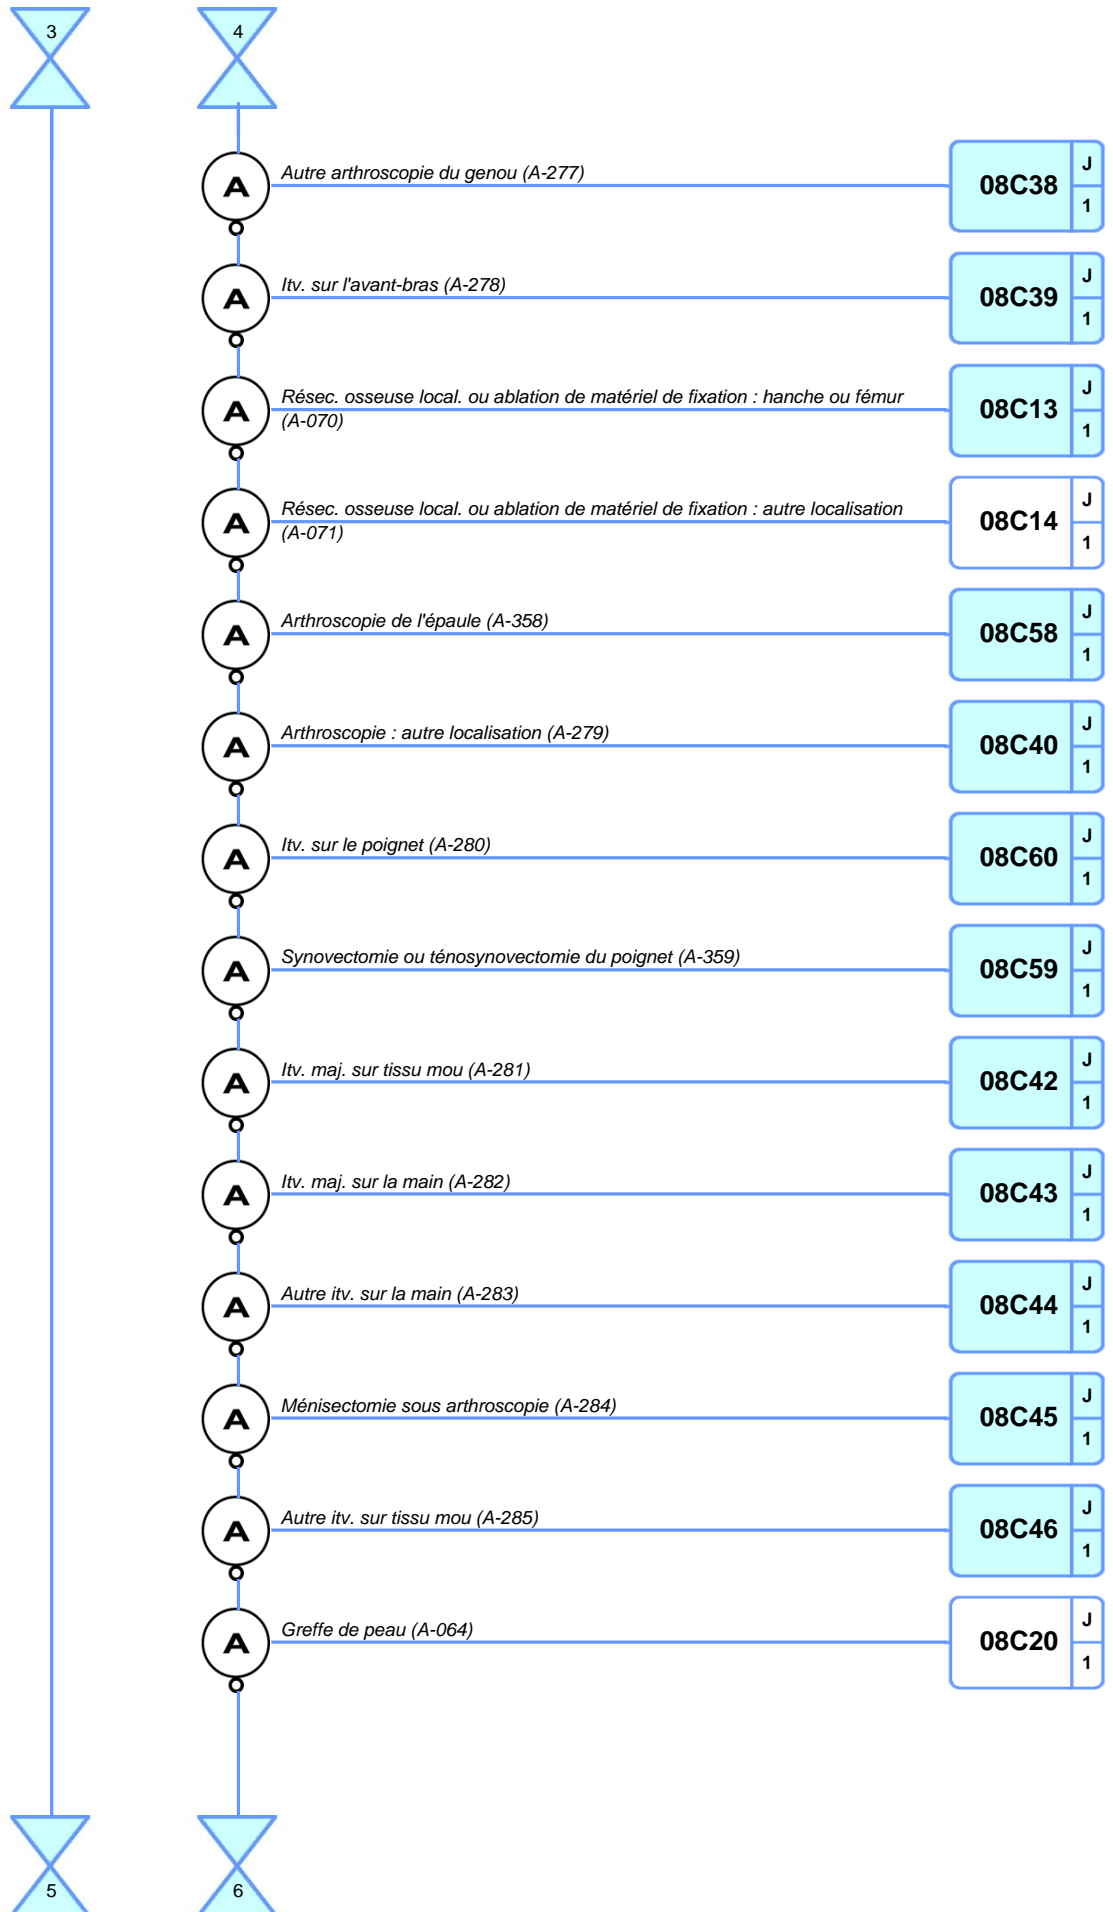 3
4
A
Autre arthroscopie du genou (A-277)
08C38
J
1
A
Itv. sur l'avant-bras (A-278)
08C39
J
1
A
Résec. osseuse local. ou ablation de matériel de fixation : hanche ou fémur
(A-070)
08C13
J
1
A
Résec. osseuse local. ou ablation de matériel de fixation : autre localisation
(A-071)
08C14
J
1
A
Arthroscopie de l'épaule (A-358)
08C58
J
1
A
Arthroscopie : autre localisation (A-279)
08C40
J
1
A
Itv. sur le poignet (A-280)
08C60
J
1
A
Synovectomie ou ténosynovectomie du poignet (A-359)
08C59
J
1
A
Itv. maj. sur tissu mou (A-281)
08C42
J
1
A
Itv. maj. sur la main (A-282)
08C43
J
1
A
Autre itv. sur la main (A-283)
08C44
J
1
A
Ménisectomie sous arthroscopie (A-284)
08C45
J
1
A
Autre itv. sur tissu mou (A-285)
08C46
J
1
A
Greffe de peau (A-064)
08C20
J
1
5
6